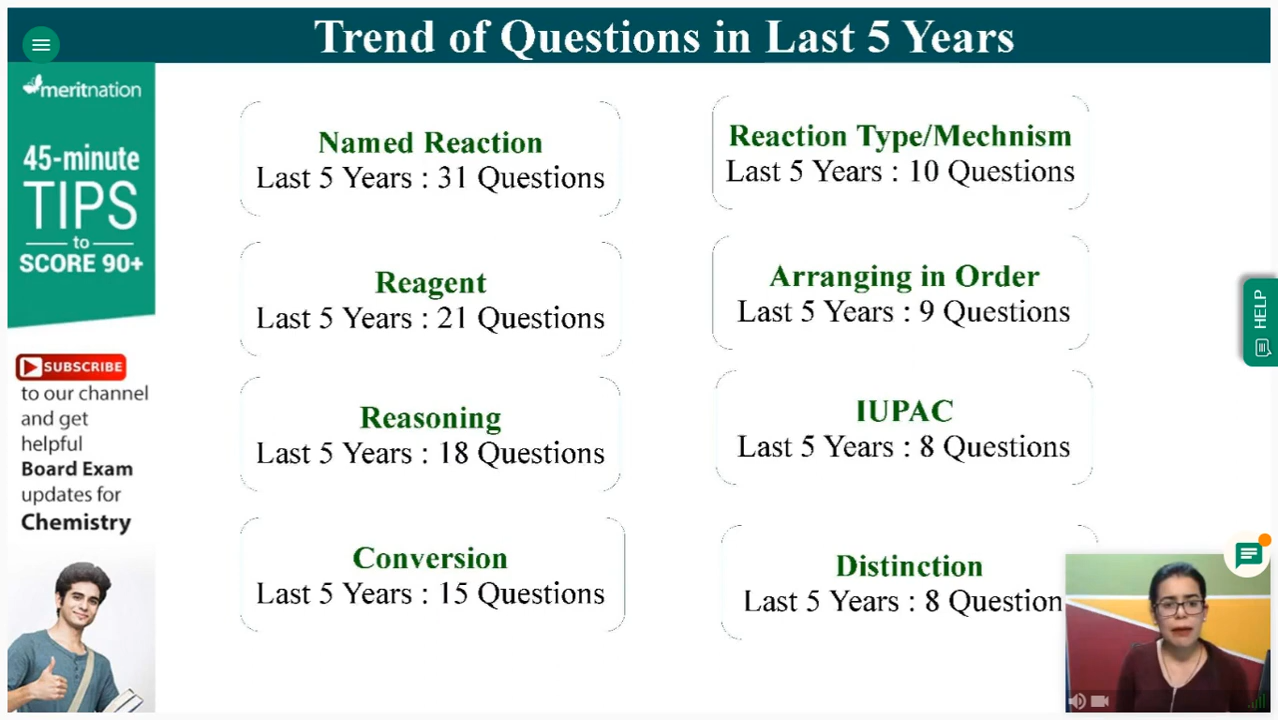 Trend of Questions in Last 5 Years
meritnation
45-minute
TIPS
to
SCORE 90+
SUBSCRIBE
to our channel
and get
helpful
Board Exam
updates for
Chemistry
Named Reaction
Last 5 Years : 31 Questions
Reagent
Last 5 Years : 21 Questions
Reasoning
Last 5 Years : 18 Questions
Conversion
Last 5 Years : 15 Questions
Reaction Type/Mechnism
Last 5 Years : 10 Questions
Arranging in Order
Last 5 Years : 9 Questions
IUPAC
Last 5 Years : 8 Questions
Distinction
Last 5 Years : 8 Question
HELP